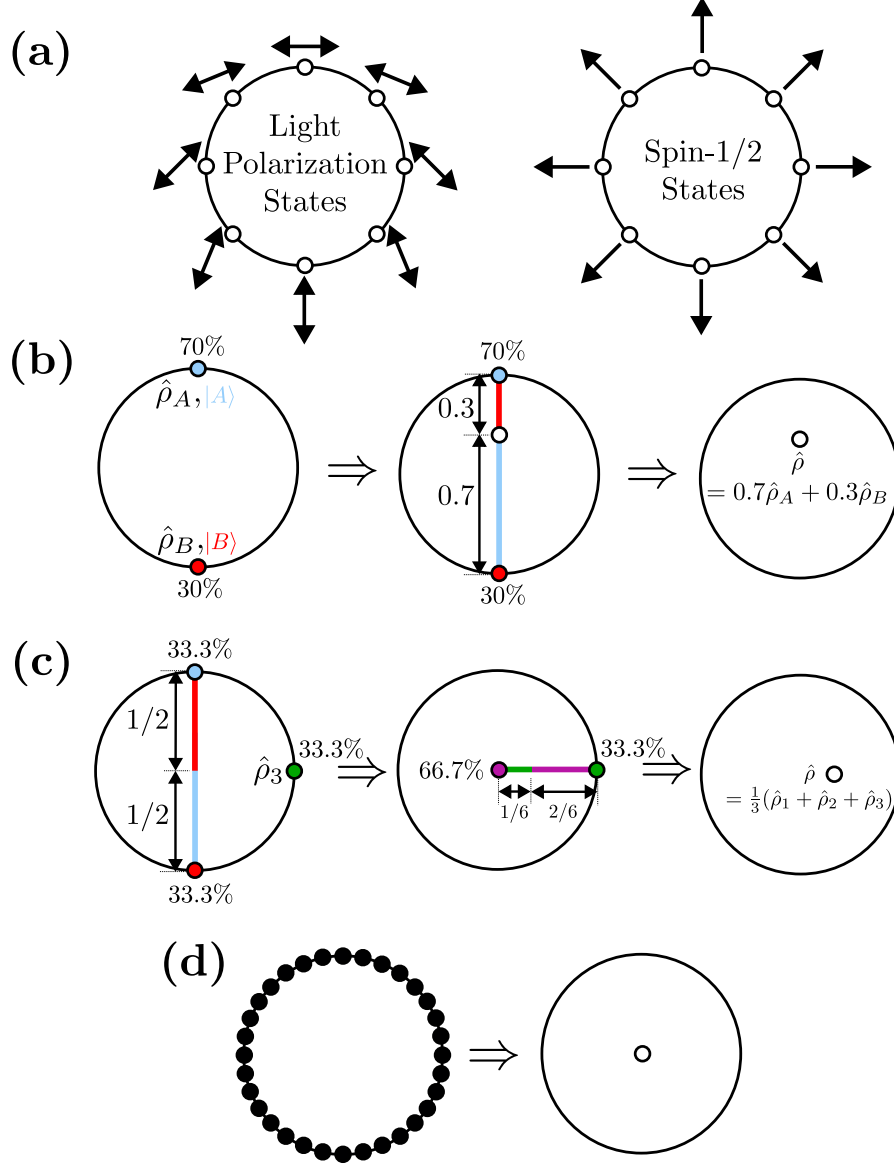 (a)
Light
Polarization
States
Spin-1/2
States
(b)
70%
ρ̂_A,|A⟩
ρ̂_B,|B⟩
30%
⇒
70%
0.3
0.7
30%
⇒
ρ̂
= 0.7ρ̂_A + 0.3ρ̂_B
(c)
33.3%
1/2
1/2
33.3%
ρ̂_3
33.3%
⇒
66.7%
33.3%
1/6
2/6
⇒
ρ̂
= 1/3(ρ̂_1 + ρ̂_2 + ρ̂_3)
(d)
⇒